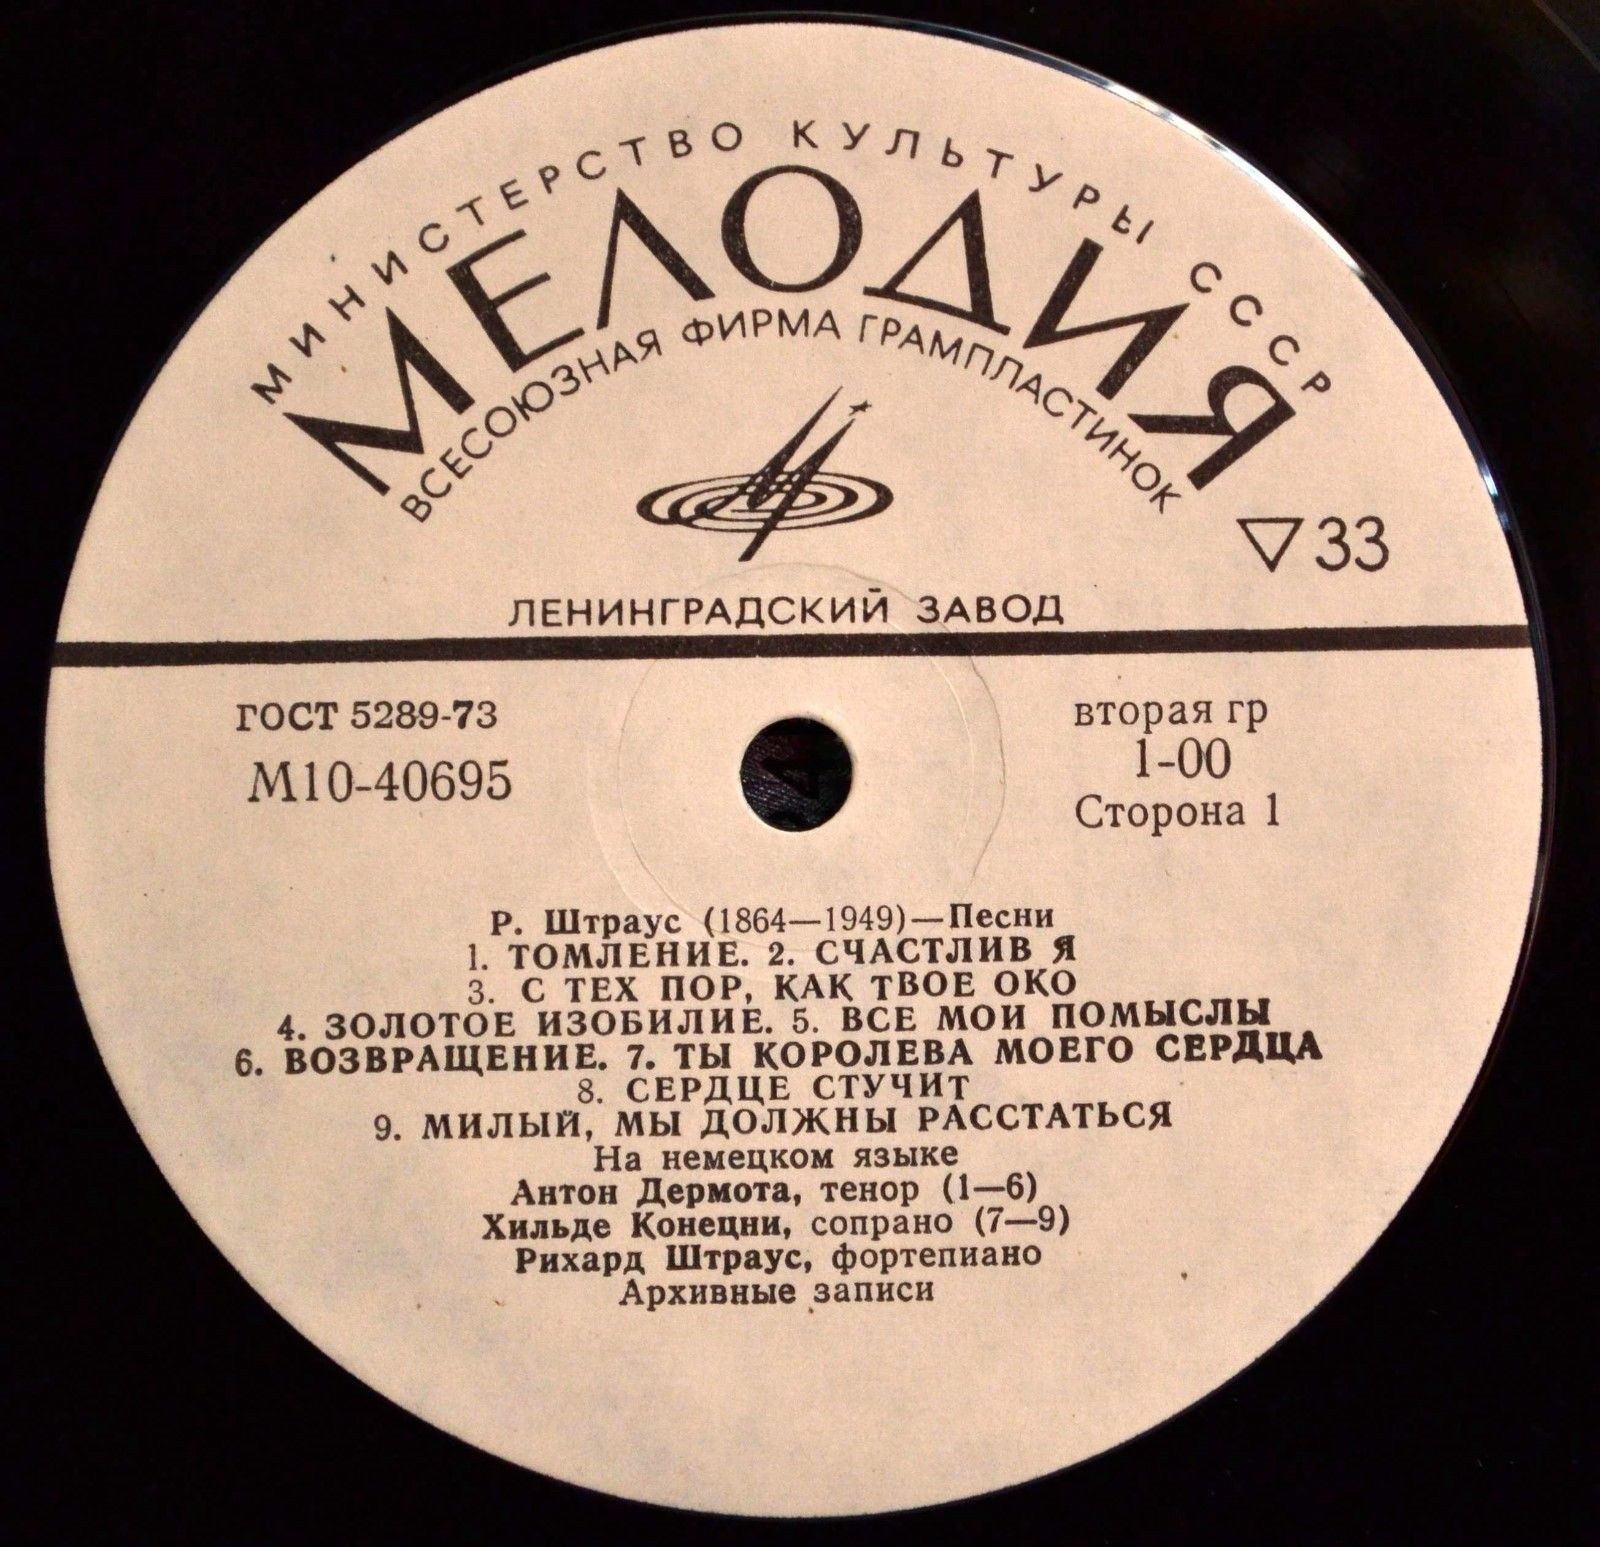 МИНИСТЕРСТВО КУЛЬТУРЫ СССР
МЕЛОДИЯ
ВСЕСОЮЗНАЯ ФИРМА ГРАМПЛАСТИНОК
▽33
ЛЕНИНГРАДСКИЙ ЗАВОД
ГОСТ 5289-73
М10-40695
вторая гр
1-00
Сторона 1
Р. Штраус (1864—1949)—Песни
1. ТОМЛЕНИЕ. 2. СЧАСТЛИВ Я
3. С ТЕХ ПОР, КАК ТВОЕ ОКО
4. ЗОЛОТОЕ ИЗОБИЛИЕ. 5. ВСЕ МОИ ПОМЫСЛЫ
6. ВОЗВРАЩЕНИЕ. 7. ТЫ КОРОЛЕВА МОЕГО СЕРДЦА
8. СЕРДЦЕ СТУЧИТ
9. МИЛЫЙ, МЫ ДОЛЖНЫ РАССТАТЬСЯ
На немецком языке
Антон Дермота, тенор (1—6)
Хильде Конецни, сопрано (7—9)
Рихард Штраус, фортепиано
Архивные записи